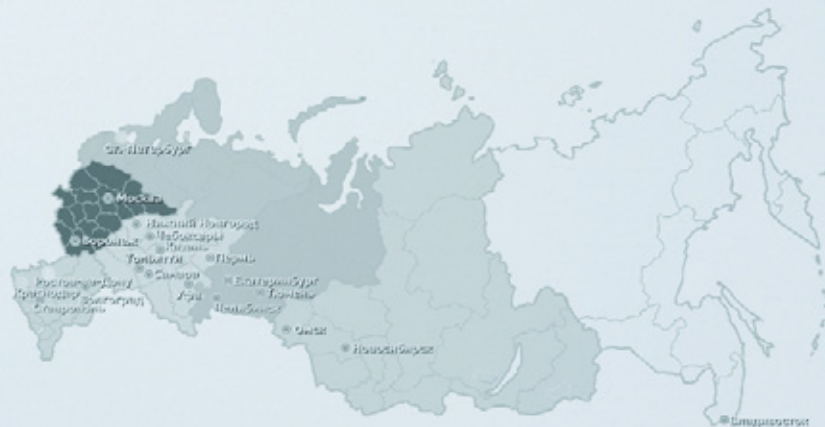 Ст.-Петербург
Москва
Нижний Новгород
Чебоксары
Казань
Воронеж
Тольятти
Пермь
Самара
Ростов-на-Дону
Екатеринбург
Краснодар
Волгоград
Уфа
Тюмень
Ставрополь
Челябинск
Омск
Новосибирск
Владивосток